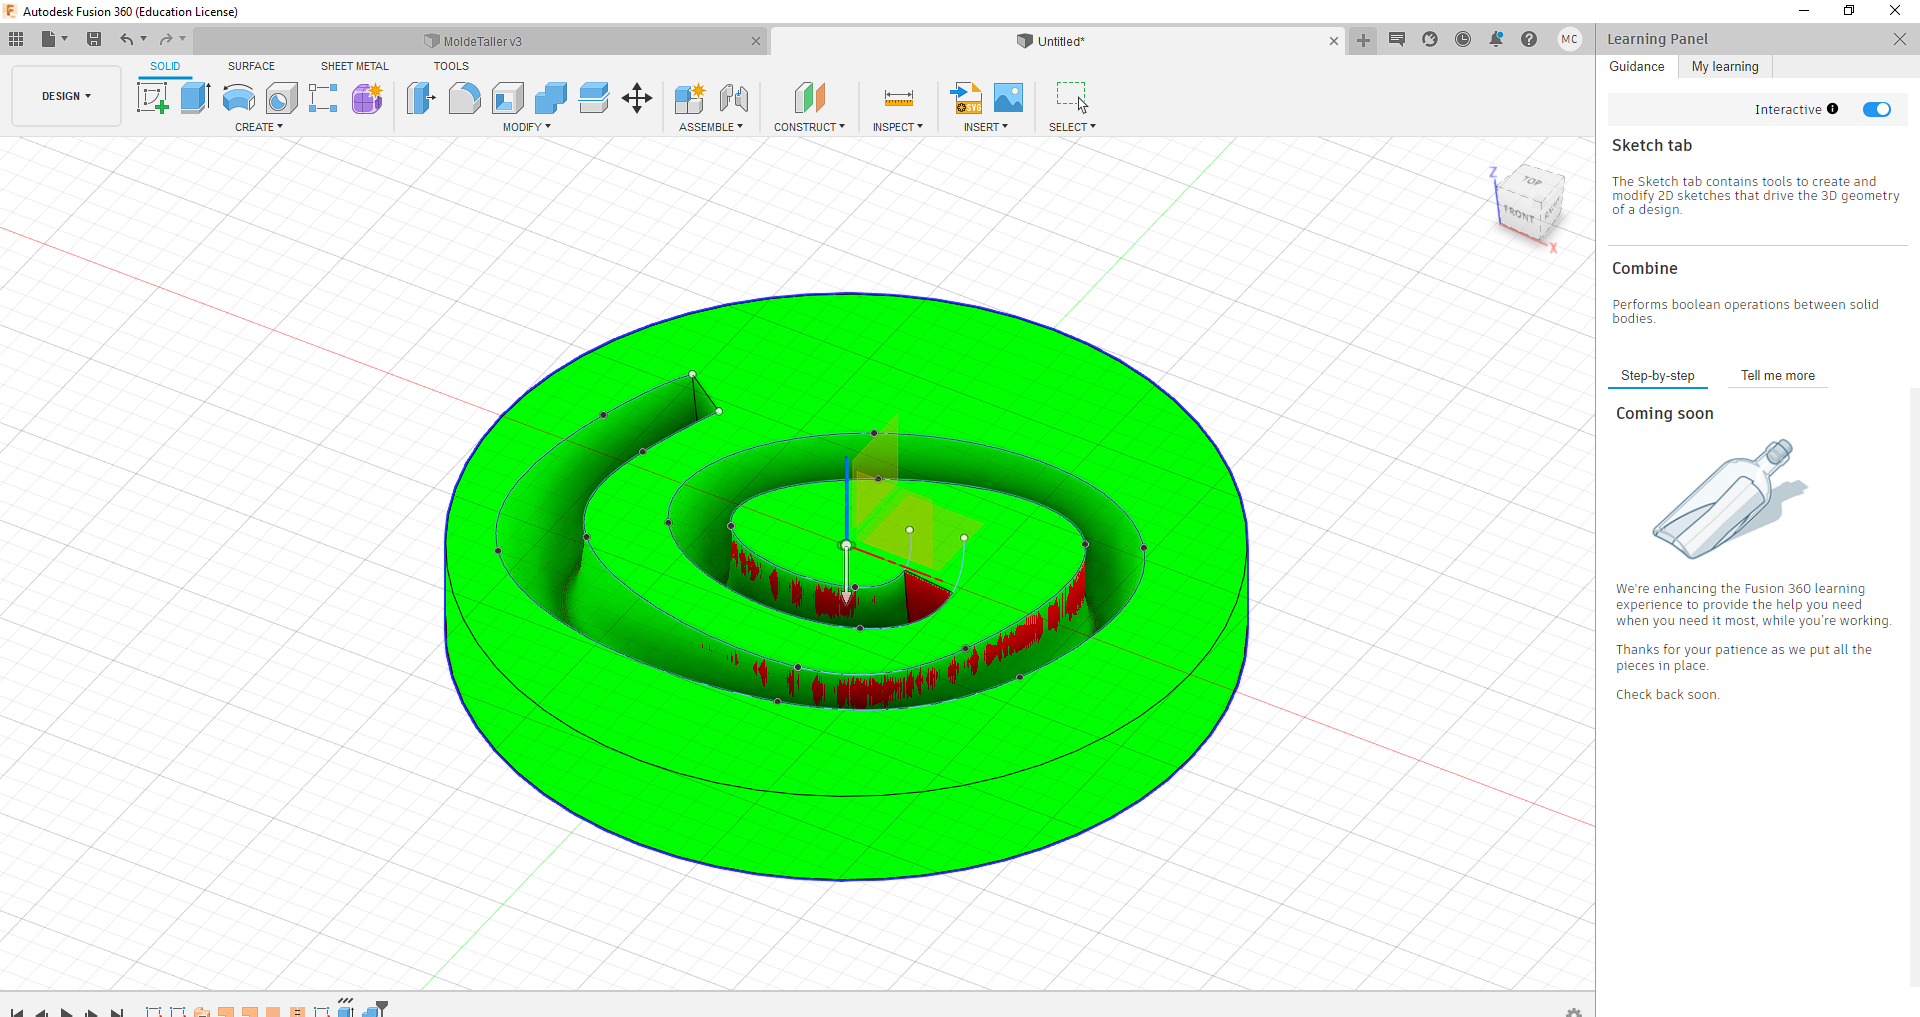 Autodesk Fusion 360 (Education License)
MoldeTaller v3
Untitled*
MC
Learning Panel
SOLID
SURFACE
SHEET METAL
TOOLS
Guidance
My learning
DESIGN
CREATE
MODIFY
ASSEMBLE
CONSTRUCT
INSPECT
INSERT
SELECT
SVG
Interactive
Sketch tab
The Sketch tab contains tools to create and
modify 2D sketches that drive the 3D geometry
of a design.
Z
TOP
FRONT
X
Combine
Performs boolean operations between solid
bodies.
Step-by-step
Tell me more
Coming soon
We're enhancing the Fusion 360 learning
experience to provide the help you need
when you need it most, while you're working.
Thanks for your patience as we put all the
pieces in place.
Check back soon.